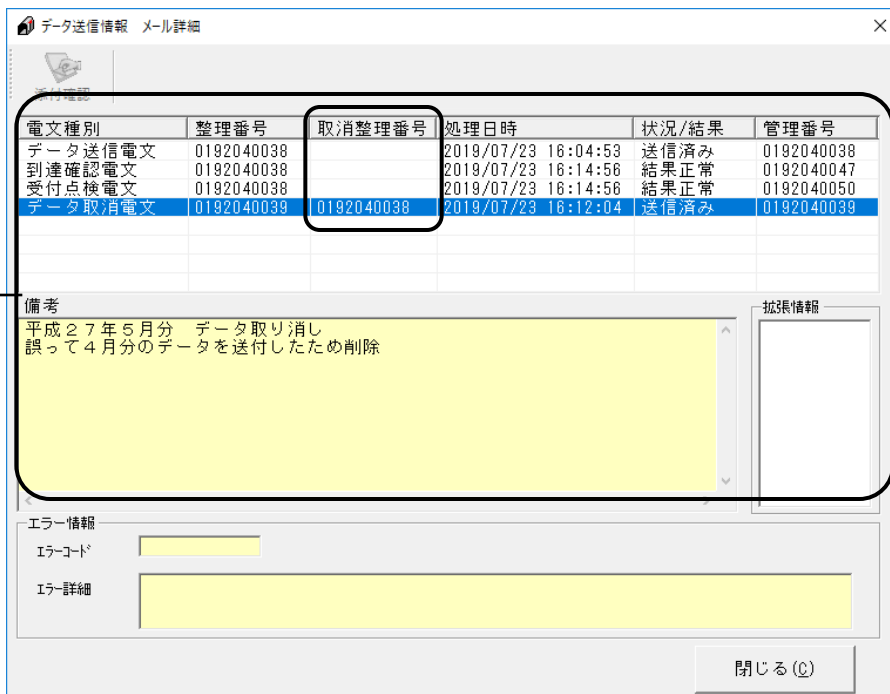 データ送信情報　メール詳細
添付確認
電文種別 整理番号 取消整理番号 処理日時 状況/結果 管理番号
データ送信電文 0192040038 2019/07/23 16:04:53 送信済み 0192040038
到達確認電文 0192040038 2019/07/23 16:14:56 結果正常 0192040047
受付点検電文 0192040038 2019/07/23 16:14:56 結果正常 0192040050
データ取消電文 0192040039 0192040038 2019/07/23 16:12:04 送信済み 0192040039
備考
平成２７年５月分　データ取り消し
誤って４月分のデータを送付したため削除
拡張情報
エラー情報
エラーコード
エラー詳細
閉じる(C)